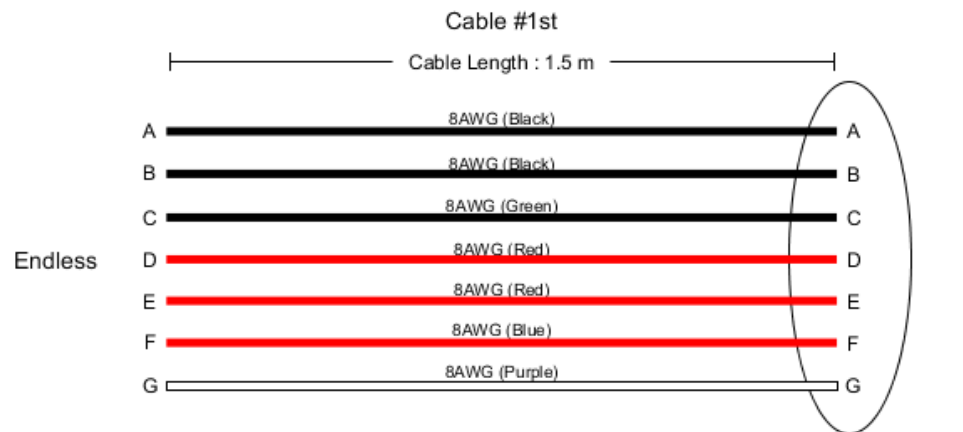 Cable #1st
Cable Length : 1.5 m
8AWG (Black)
A A
8AWG (Black)
B B
8AWG (Green)
C C
8AWG (Red)
Endless D D
8AWG (Red)
E E
8AWG (Blue)
F F
8AWG (Purple)
G G